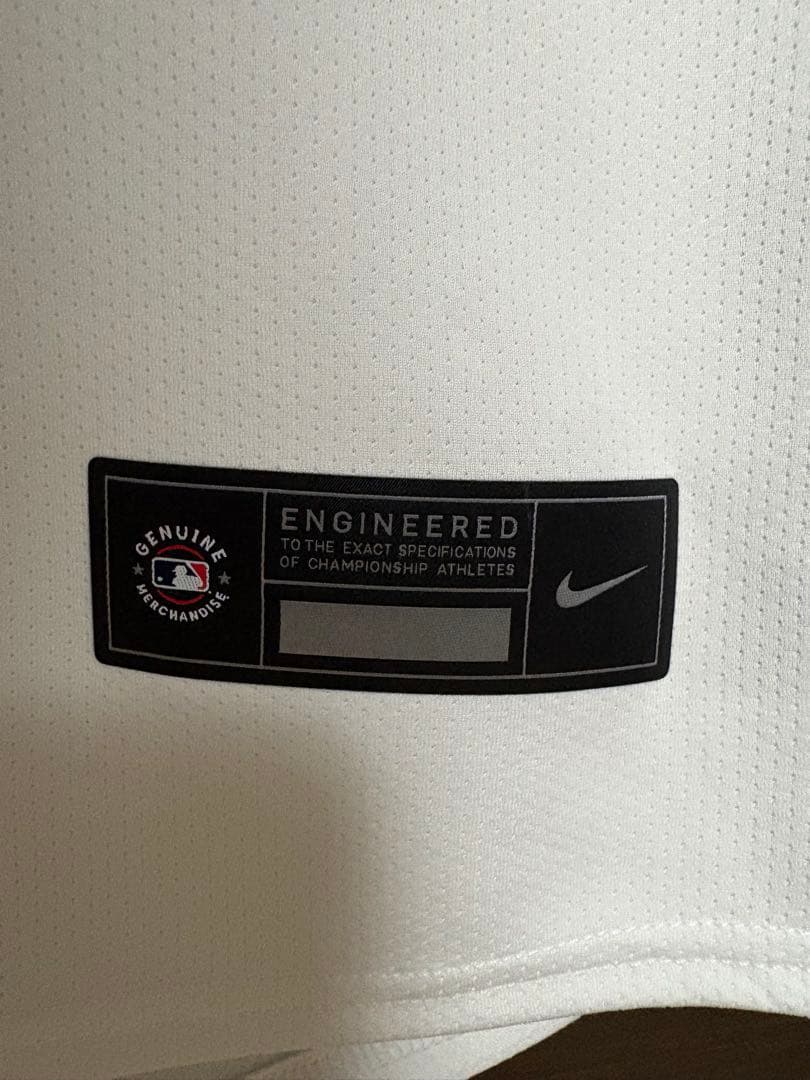 GENUINE
MERCHANDISE
ENGINEERED
TO THE EXACT SPECIFICATIONS
OF CHAMPIONSHIP ATHLETES